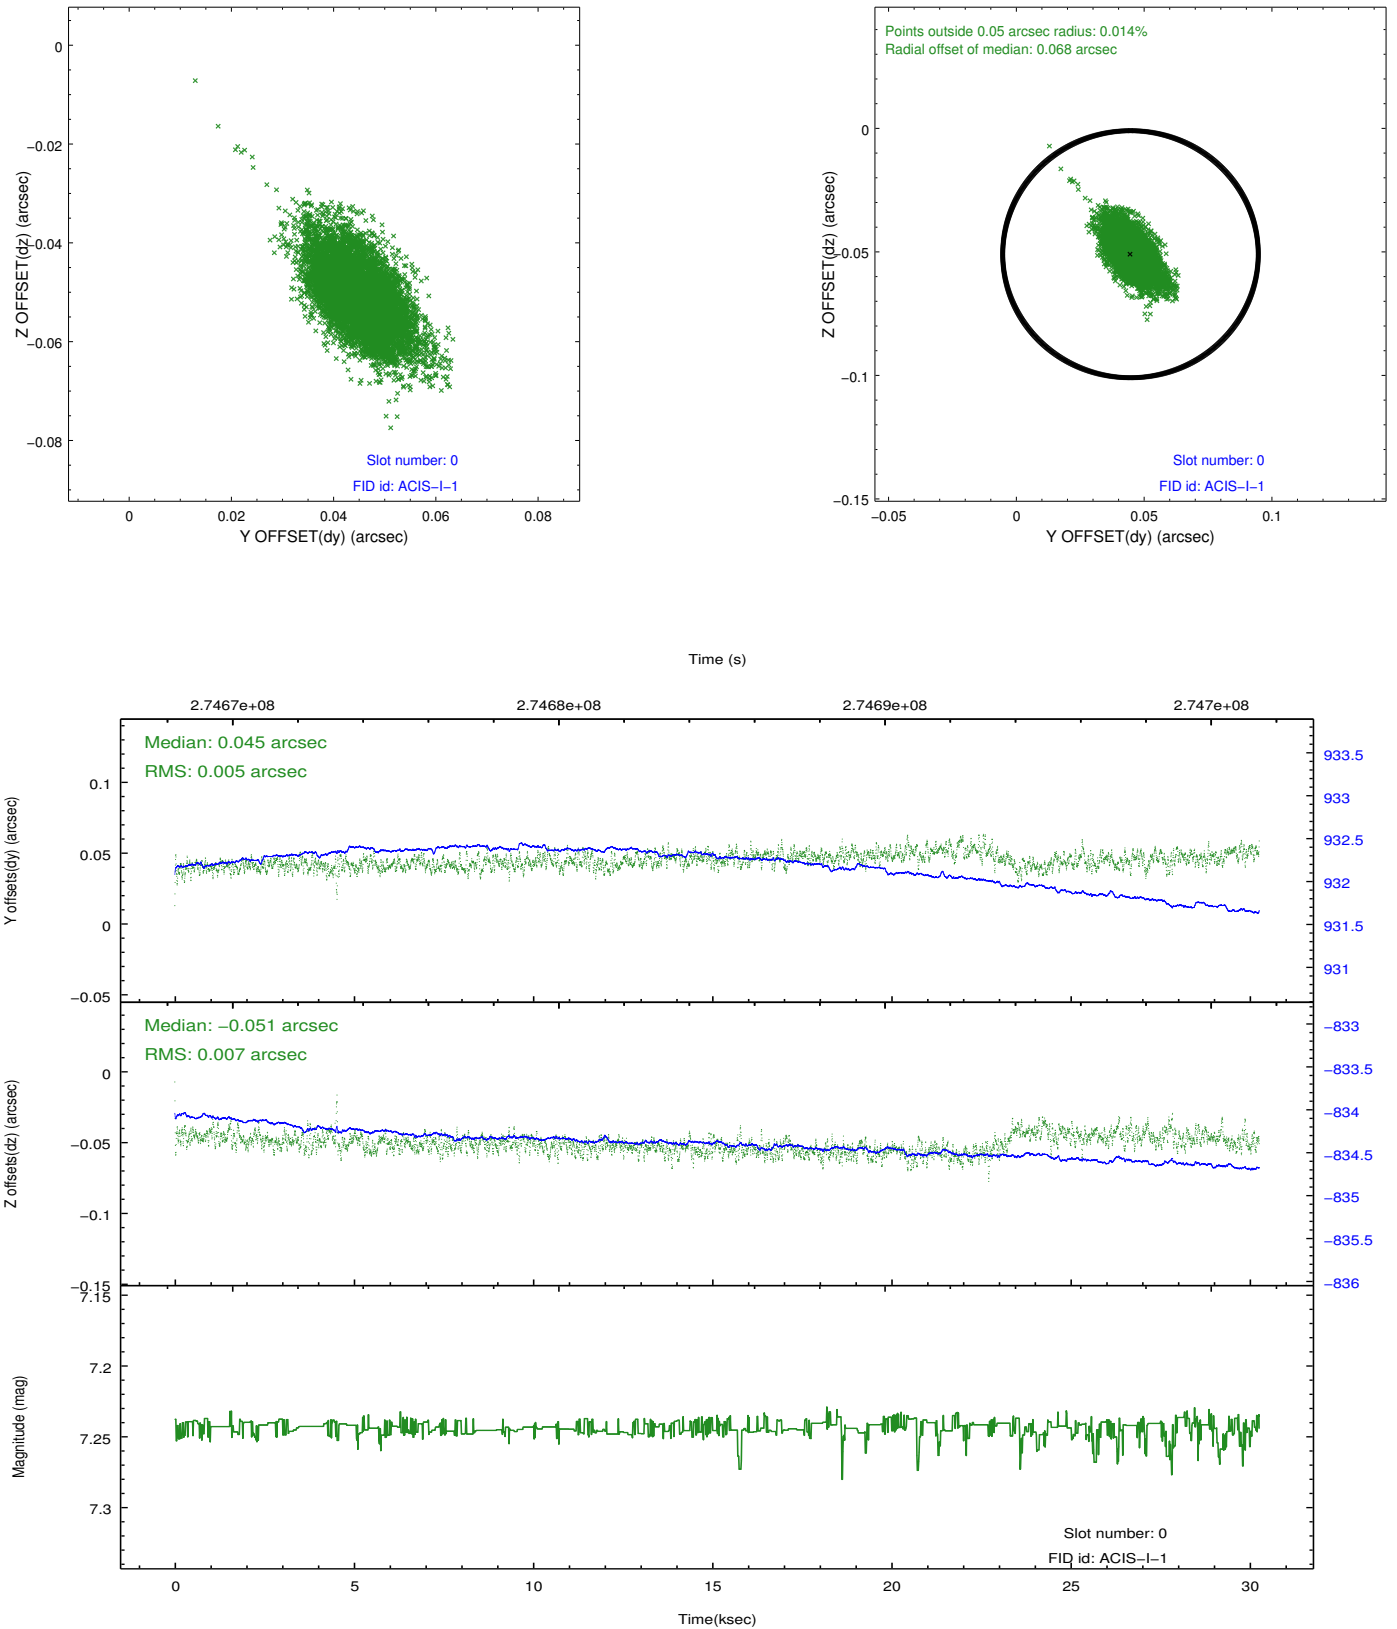 0
−0.02
−0.04
−0.06
−0.08
Z OFFSET(dz) (arcsec)
Slot number: 0
FID id: ACIS−I−1
0
0.02
0.04
0.06
0.08
Y OFFSET(dy) (arcsec)
Points outside 0.05 arcsec radius: 0.014%
Radial offset of median: 0.068 arcsec
0
−0.05
−0.1
−0.15
Z OFFSET(dz) (arcsec)
Slot number: 0
FID id: ACIS−I−1
−0.05
0
0.05
0.1
Y OFFSET(dy) (arcsec)
Time (s)
2.7467e+08
2.7468e+08
2.7469e+08
2.747e+08
Median: 0.045 arcsec
RMS: 0.005 arcsec
0.1
0.05
0
−0.05
Y offsets(dy) (arcsec)
933.5
933
932.5
932
931.5
931
Median: −0.051 arcsec
RMS: 0.007 arcsec
0
−0.05
−0.1
−0.15
Z offsets(dz) (arcsec)
−833
−833.5
−834
−834.5
−835
−835.5
−836
7.15
7.2
7.25
7.3
Magnitude (mag)
Slot number: 0
FID id: ACIS−I−1
0
5
10
15
20
25
30
Time(ksec)